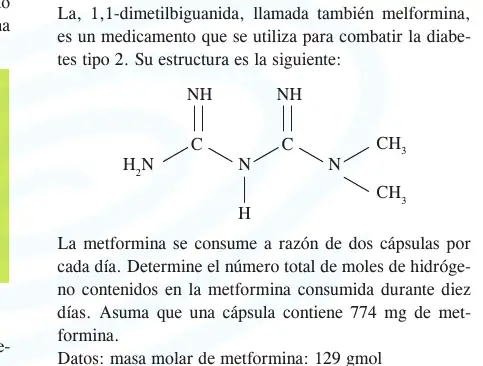 o
na
La, 1,1-dimetilbiguanida, llamada también melformina,
es un medicamento que se utiliza para combatir la diabe-
tes tipo 2. Su estructura es la siguiente:
NH NH
C C CH₃
H₂N N N
CH₃
H
La metformina se consume a razón de dos cápsulas por
cada día. Determine el número total de moles de hidróge-
no contenidos en la metformina consumida durante diez
días. Asuma que una cápsula contiene 774 mg de met-
formina.
e-
Datos: masa molar de metformina: 129 gmol